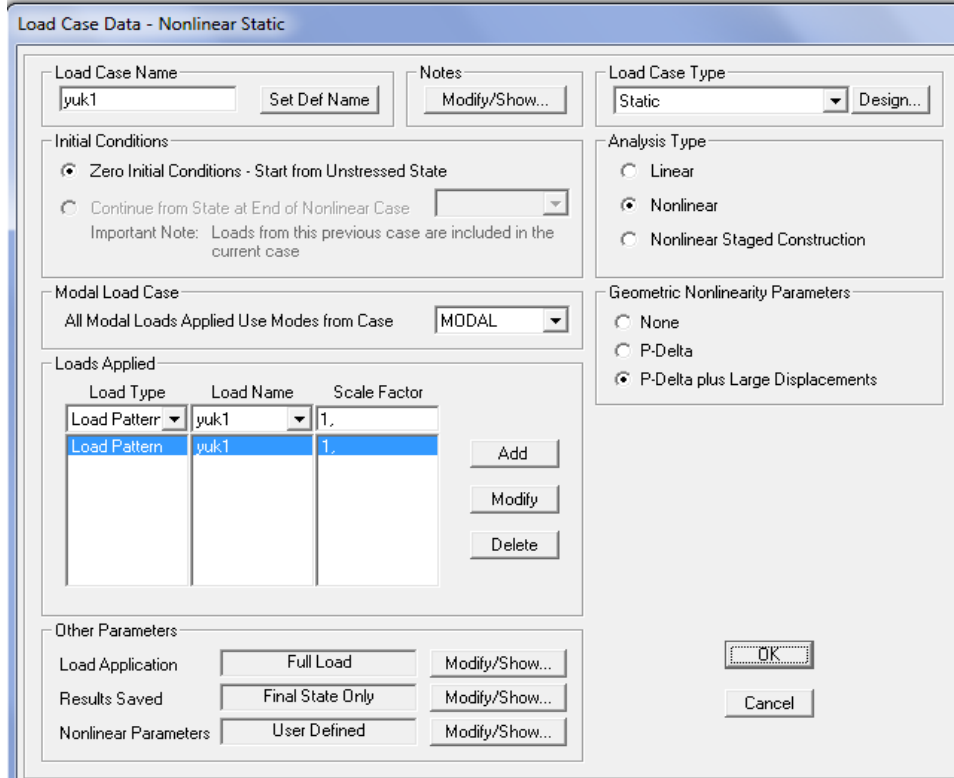 Load Case Data - Nonlinear Static
Load Case Name
yuk1
Set Def Name
Notes
Modify/Show...
Load Case Type
Static
Design...
Initial Conditions
Zero Initial Conditions - Start from Unstressed State
Continue from State at End of Nonlinear Case
Important Note: Loads from this previous case are included in the
current case
Analysis Type
Linear
Nonlinear
Nonlinear Staged Construction
Modal Load Case
All Modal Loads Applied Use Modes from Case
MODAL
Geometric Nonlinearity Parameters
None
P-Delta
P-Delta plus Large Displacements
Loads Applied
Load Type Load Name Scale Factor
Load Pattern yuk1 1,
Load Pattern yuk1 1,
Add
Modify
Delete
Other Parameters
Load Application Full Load Modify/Show...
Results Saved Final State Only Modify/Show...
Nonlinear Parameters User Defined Modify/Show...
OK
Cancel